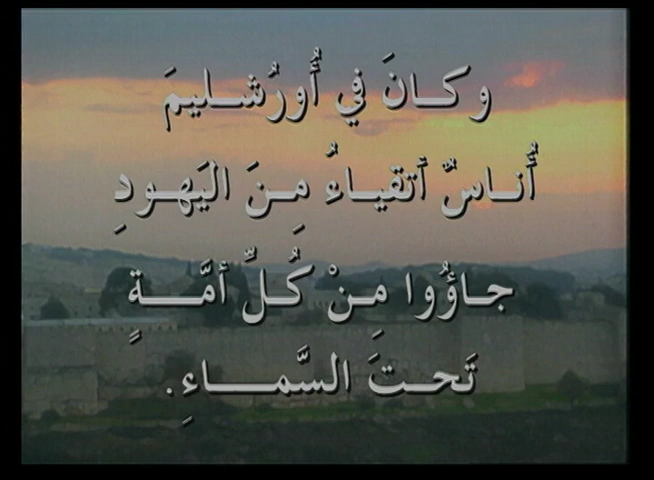 وكانَ في أُورُشليمَ
أُناسٌ أتقياءُ مِنَ اليَهودِ
جاؤُوا مِنْ كُلِّ أمَّةٍ
تَحتَ السَّماءِ.